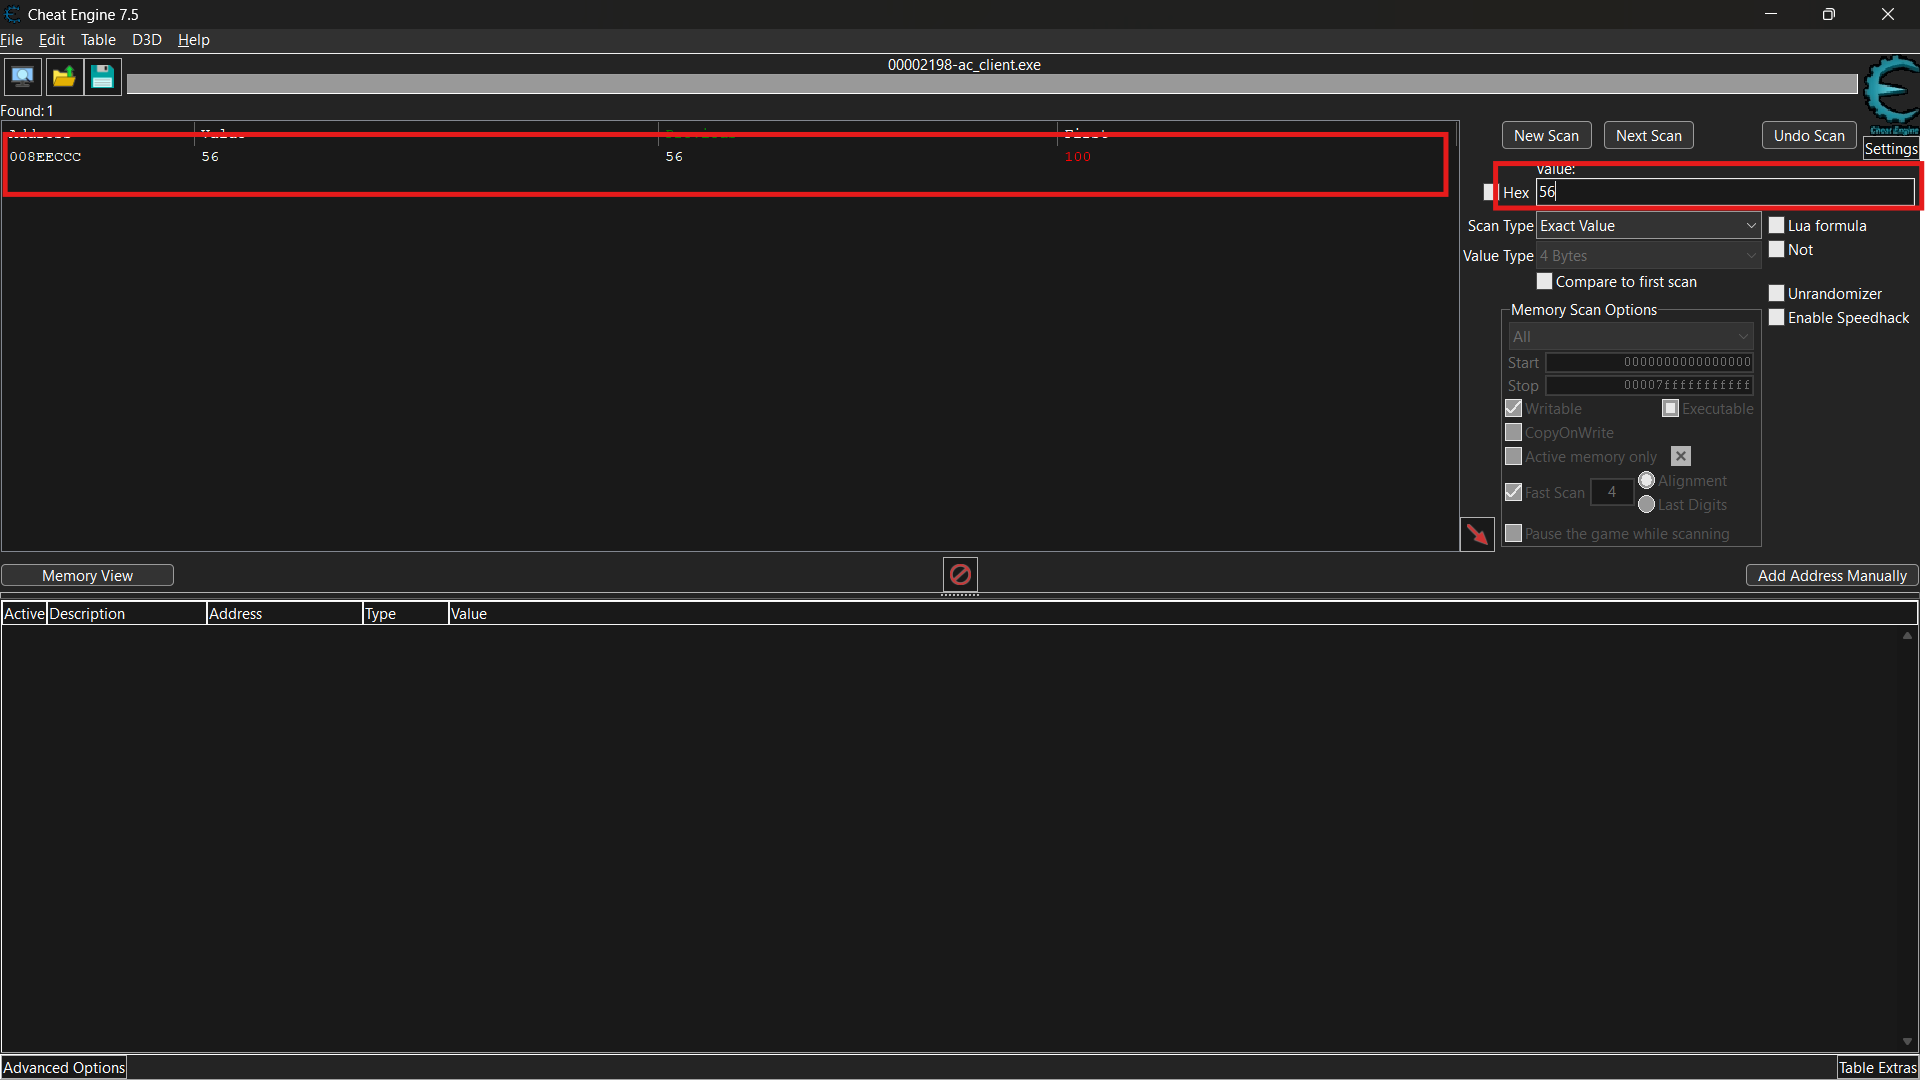 Cheat Engine 7.5
File Edit Table D3D Help
00002198-ac_client.exe
Found: 1
Cheat Engine
New Scan Next Scan Undo Scan
Settings
008EECCC 56 56 100
Value:
Hex 56
Scan Type Exact Value Lua formula
Value Type 4 Bytes Not
Compare to first scan
Unrandomizer
Memory Scan Options
Enable Speedhack
All
Start 0000000000000000
Stop 00007fffffffffff
Writable Executable
CopyOnWrite
Active memory only
Fast Scan 4 Alignment
Last Digits
Pause the game while scanning
Memory View Add Address Manually
Active Description Address Type Value
Advanced Options Table Extras